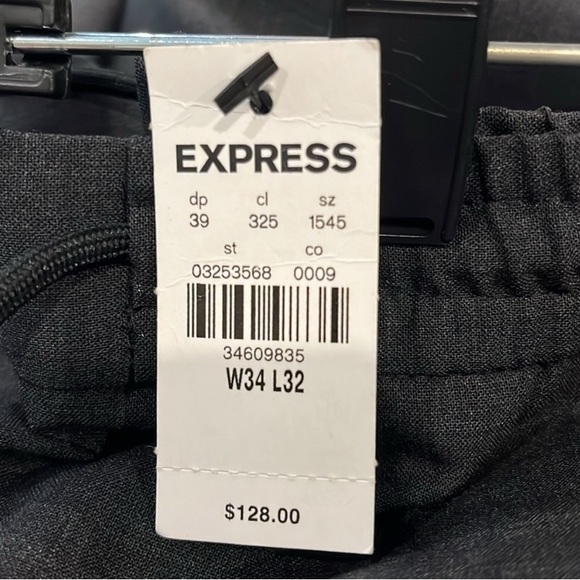 EXPRESS
dp cl sz
39 325 1545
st co
03253568 0009
34609835
W34 L32
$128.00